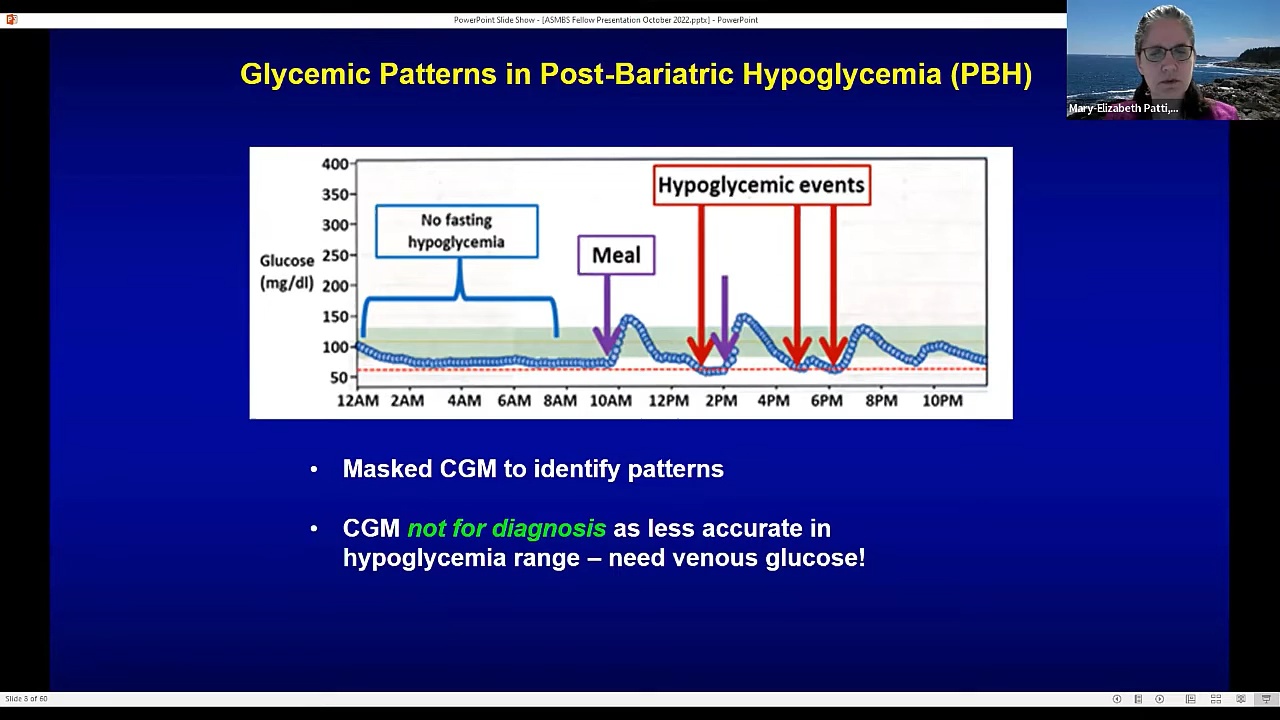 PowerPoint Slide Show - [ASMBS Fellow Presentation October 2022.pptx] - PowerPoint
Glycemic Patterns in Post-Bariatric Hypoglycemia (PBH)
Mary-Elizabeth Patti,...
400
350
300
250
200
150
100
50
Glucose
(mg/dl)
No fasting
hypoglycemia
Meal
Hypoglycemic events
12AM 2AM 4AM 6AM 8AM 10AM 12PM 2PM 4PM 6PM 8PM 10PM
• Masked CGM to identify patterns
• CGM not for diagnosis as less accurate in
hypoglycemia range – need venous glucose!
Slide 8 of 60